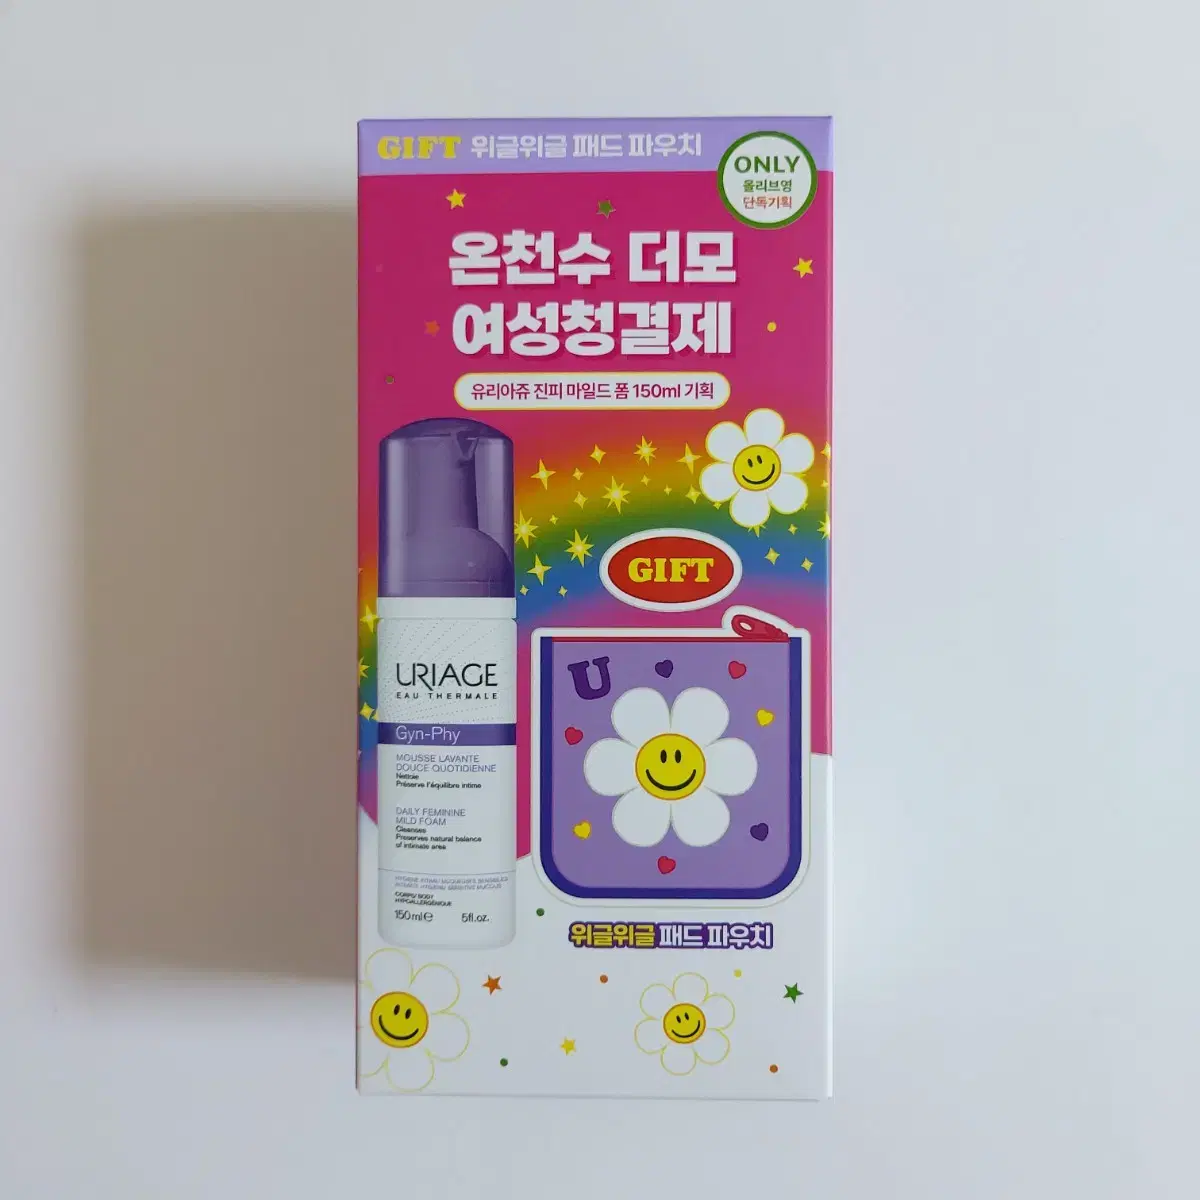 GIFT 위글위글 패드 파우치
ONLY
올리브영
단독기획
온천수 더모
여성청결제
유리아쥬 진피 마일드 폼 150ml 기획
GIFT
U
URIAGE
EAU THERMALE
Gyn-Phy
MOUSSE LAVANTE
DOUCE QUOTIDIENNE
Nettoie
Préserve l'équilibre intime
DAILY FEMININE
MILD FOAM
Cleanses
Preserves natural balance
of intimate area
CORPS/ BODY
HYPOALLERGÉNIQUE
150 ml e 5fl.oz.
위글위글 패드 파우치